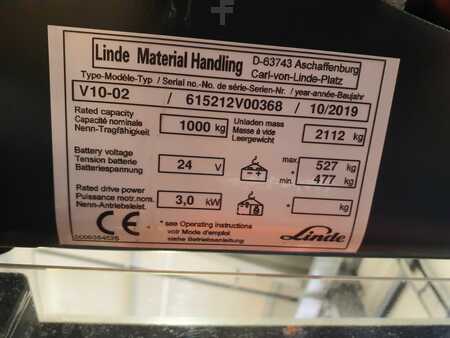 Linde Material Handling D-63743 Aschaffenburg
Carl-von-Linde-Platz
Type-Modèle-Typ / Serial no.-No. de série-Serien-Nr. / year-année-Baujahr
V10-02 / 615212V00368 / 10/2019
Rated capacity
Capacité nominale
Nenn-Tragfähigkeit
1000 kg
Unladen mass
Masse à vide
Leergewicht
2112 kg
Battery voltage
Tension batterie
Batteriespannung
24 V
max. 527 kg
*
min. 477 kg
Rated drive power
Puissance motr.nom.
Nenn-Antriebsleist.
3,0 kW
* kg
CE
* see Operating instructions
voir Mode d'emploi
siehe Betriebsanleitung
Linde